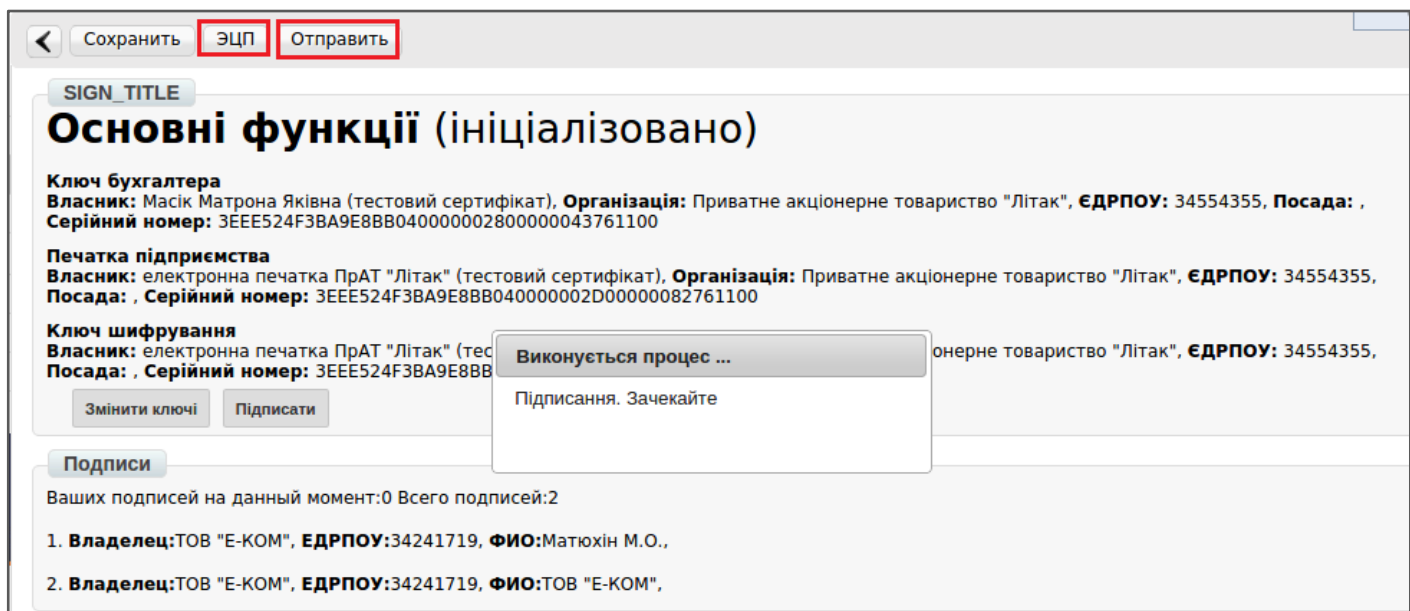 Сохранить ЭЦП Отправить
SIGN_TITLE
Основні функції (ініціалізовано)
Ключ бухгалтера
Власник: Масік Матрона Яківна (тестовий сертифікат), Організація: Приватне акціонерне товариство "Літак", ЄДРПОУ: 34554355, Посада: ,
Серійний номер: 3EEE524F3BA9E8BB040000002800000043761100
Печатка підприємства
Власник: електронна печатка ПрАТ "Літак" (тестовий сертифікат), Організація: Приватне акціонерне товариство "Літак", ЄДРПОУ: 34554355,
Посада: , Серійний номер: 3EEE524F3BA9E8BB040000002D00000082761100
Ключ шифрування
Власник: електронна печатка ПрАТ "Літак" (тес онерне товариство "Літак", ЄДРПОУ: 34554355,
Посада: , Серійний номер: 3EEE524F3BA9E8BB
Виконується процес ...
Підписання. Зачекайте
Змінити ключі Підписати
Подписи
Ваших подписей на данный момент:0 Всего подписей:2
1. Владелец:ТОВ "Е-КОМ", ЕДРПОУ:34241719, ФИО:Матюхін М.О.,
2. Владелец:ТОВ "Е-КОМ", ЕДРПОУ:34241719, ФИО:ТОВ "Е-КОМ",